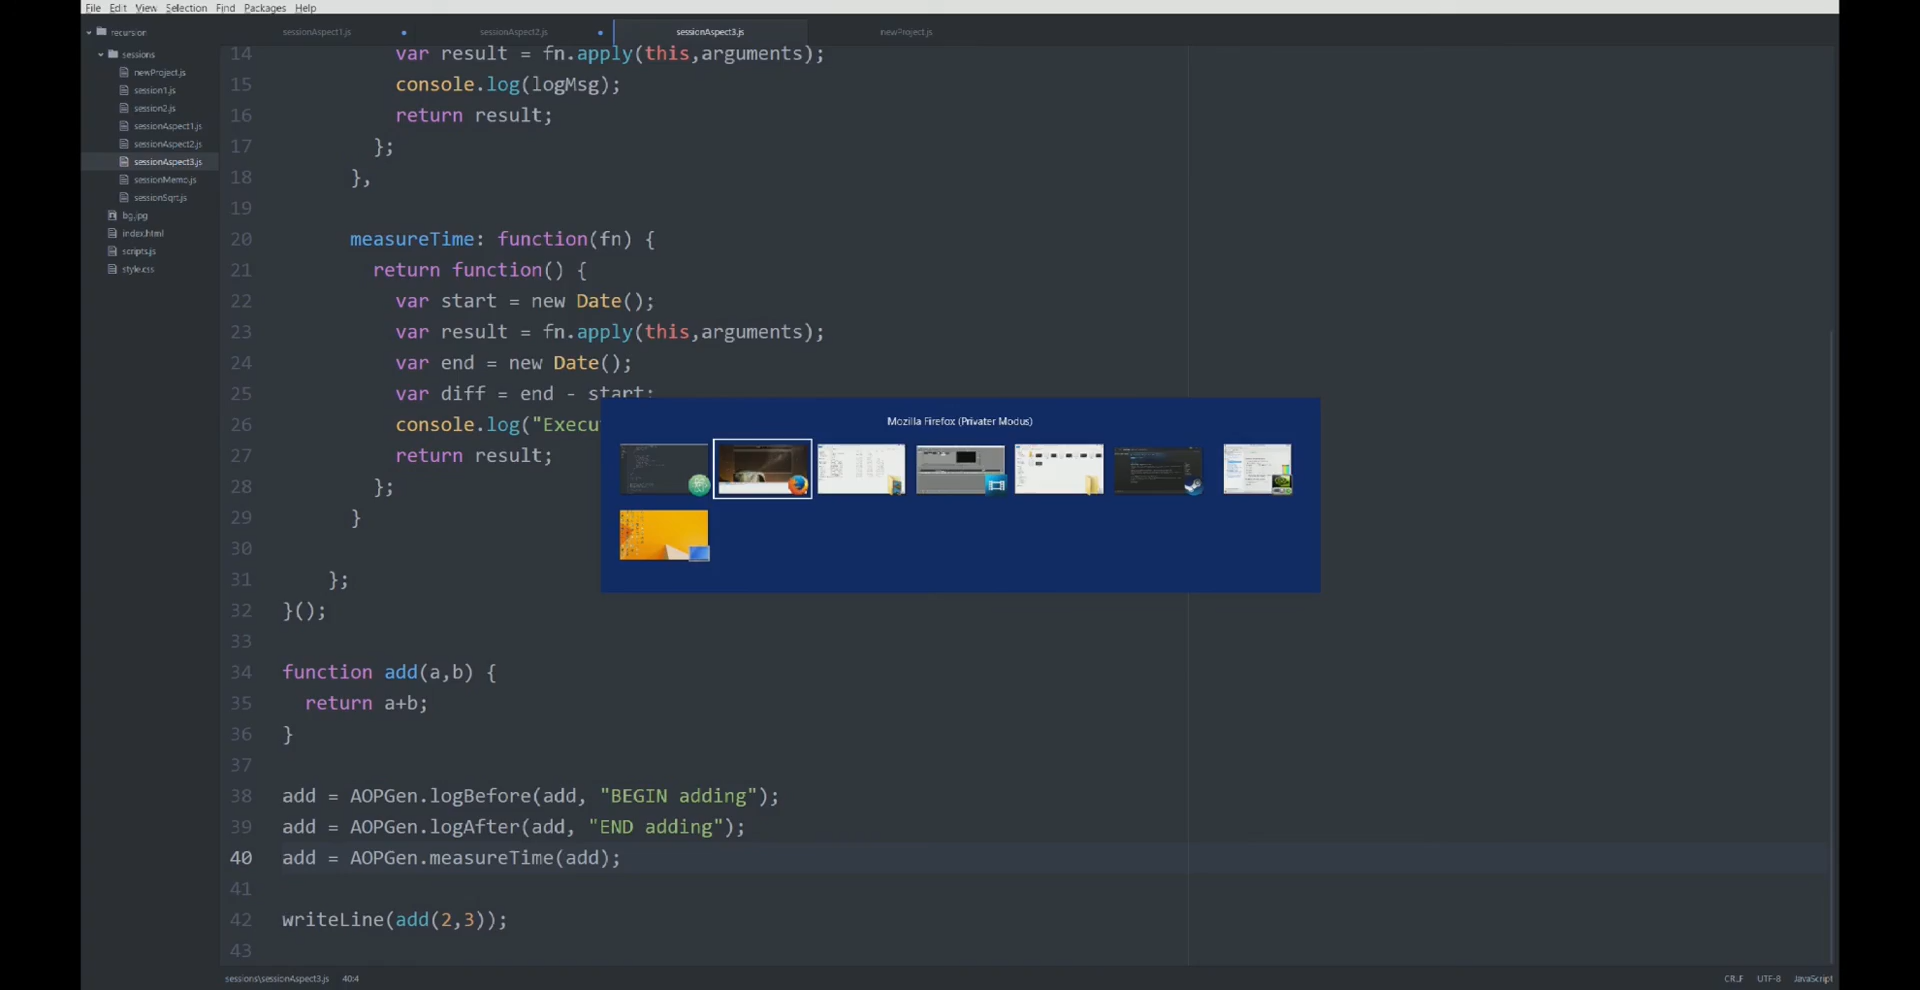 File Edit View Selection Find Packages Help
recursion
sessions
newProject.js
session1.js
session2.js
sessionAspect1.js
sessionAspect2.js
sessionAspect3.js
sessionMemo.js
sessionSqrt.js
bg.jpg
index.html
scripts.js
style.css
sessionAspect1.js sessionAspect2.js sessionAspect3.js newProject.js
14 var result = fn.apply(this,arguments);
15 console.log(logMsg);
16 return result;
17 };
18 },
19
20 measureTime: function(fn) {
21 return function() {
22 var start = new Date();
23 var result = fn.apply(this,arguments);
24 var end = new Date();
25 var diff = end - start;
26 console.log("Execu
27 return result;
28 };
29 }
30
31 };
32 }();
33
34 function add(a,b) {
35 return a+b;
36 }
37
38 add = AOPGen.logBefore(add, "BEGIN adding");
39 add = AOPGen.logAfter(add, "END adding");
40 add = AOPGen.measureTime(add);
41
42 writeLine(add(2,3));
43
Mozilla Firefox (Privater Modus)
sessions\sessionAspect3.js 40:4
CRLF UTF-8 JavaScript